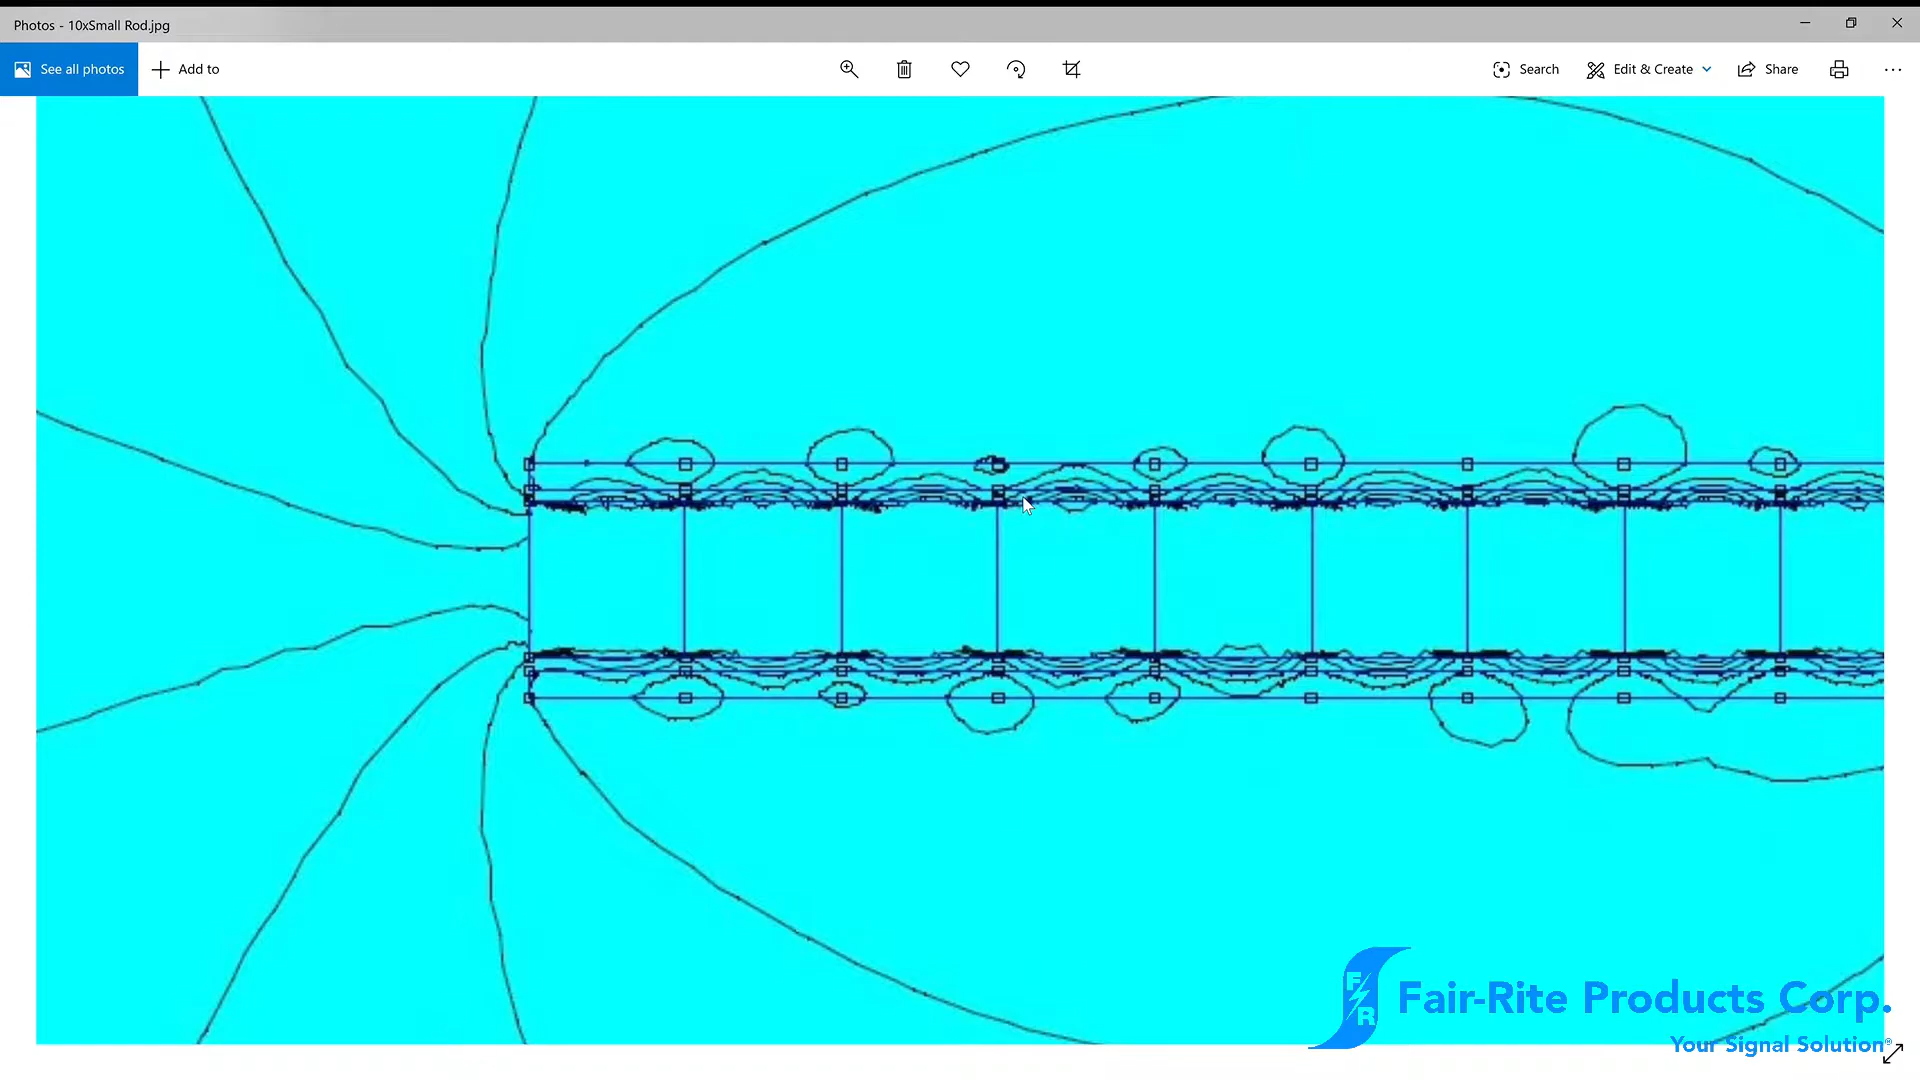 Photos - 10xSmall Rod.jpg
See all photos
Add to
Search
Edit & Create
Share
F
R
Fair-Rite Products Corp.
Your Signal Solution®